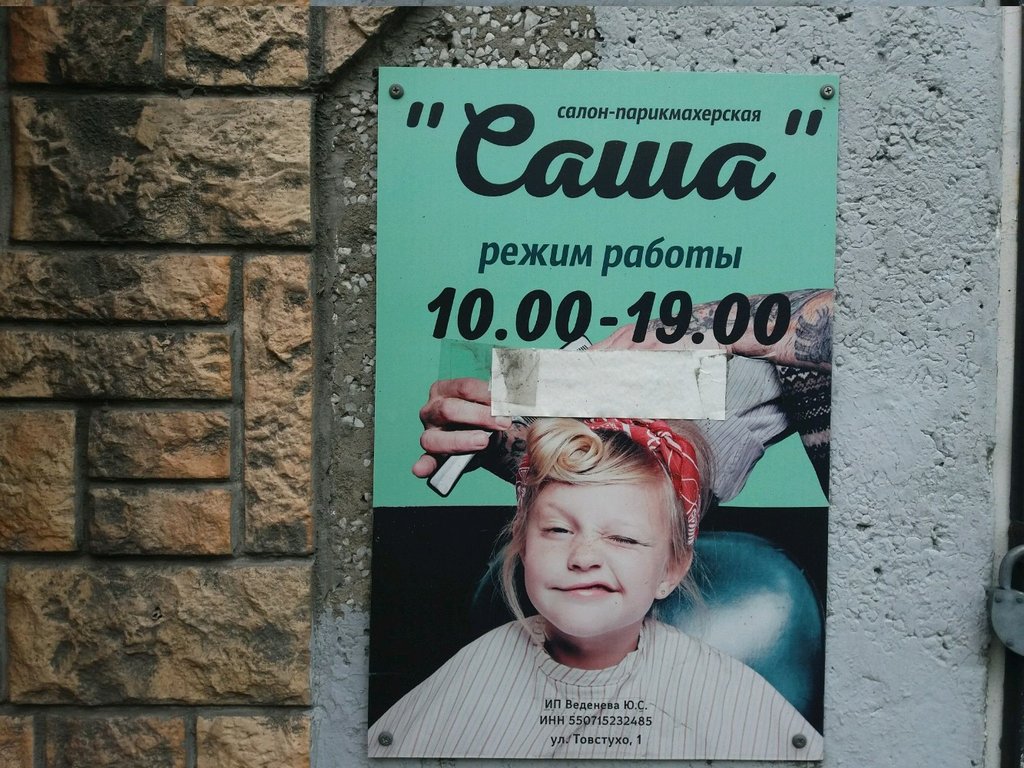 салон-парикмахерская
"Саша"
режим работы
10.00-19.00
ИП Веденева Ю.С.
ИНН 550715232485
ул. Товстухо, 1